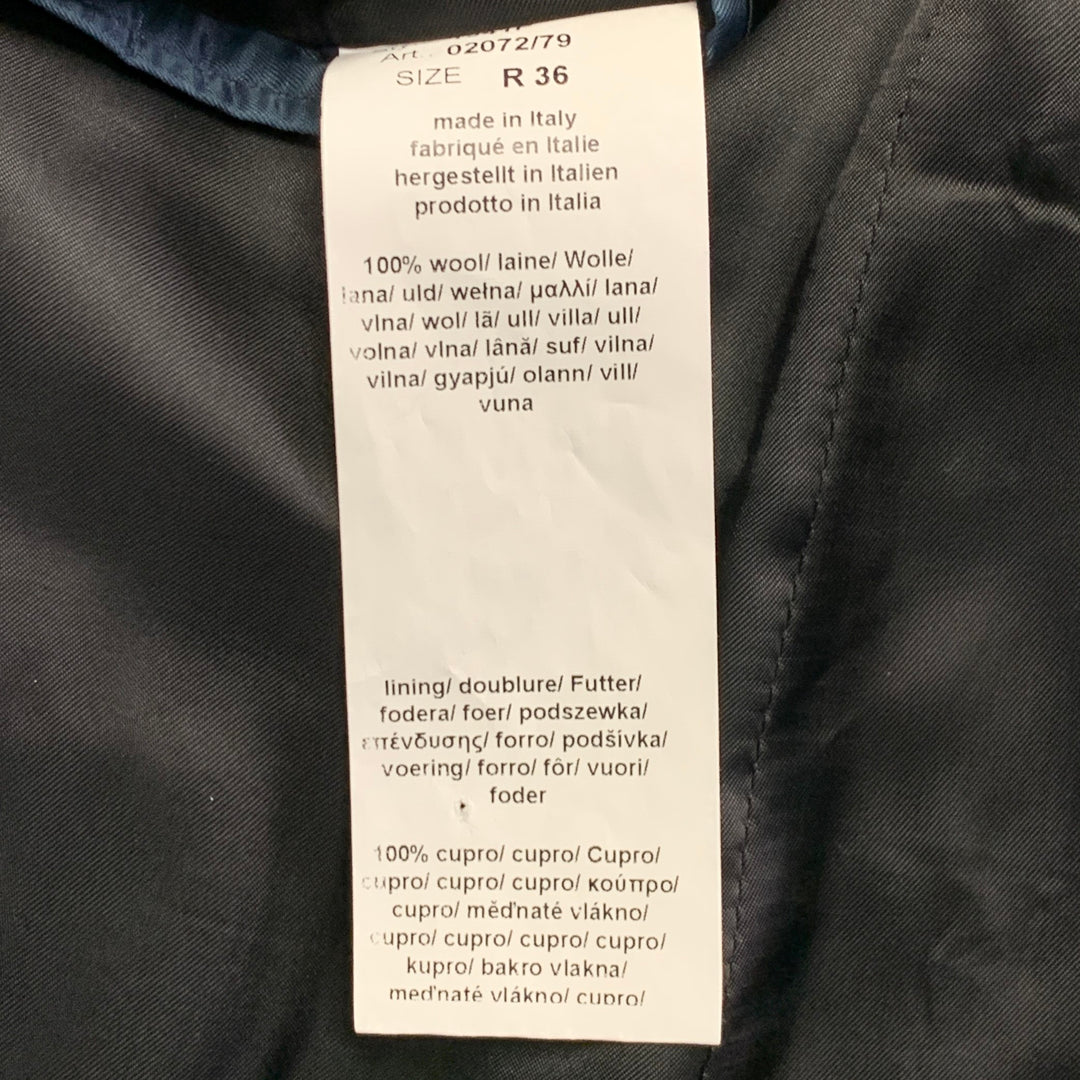 Art. 02072/79
SIZE R 36
made in Italy
fabriqué en Italie
hergestellt in Italien
prodotto in Italia
100% wool/ laine/ Wolle/
lana/ uld/ wełna/ μαλλί/ lana/
vlna/ wol/ lã/ ull/ villa/ ull/
volna/ vlna/ lână/ suf/ vilna/
vilna/ gyapjú/ olann/ vill/
vuna
lining/ doublure/ Futter/
fodera/ foer/ podszewka/
επένδυσης/ forro/ podšívka/
voering/ forro/ fôr/ vuori/
foder
100% cupro/ cupro/ Cupro/
cupro/ cupro/ cupro/ κούπρο/
cupro/ měďnaté vlákno/
cupro/ cupro/ cupro/ cupro/
kupro/ bakro vlakna/
meďnaté vlákno/ cupro/